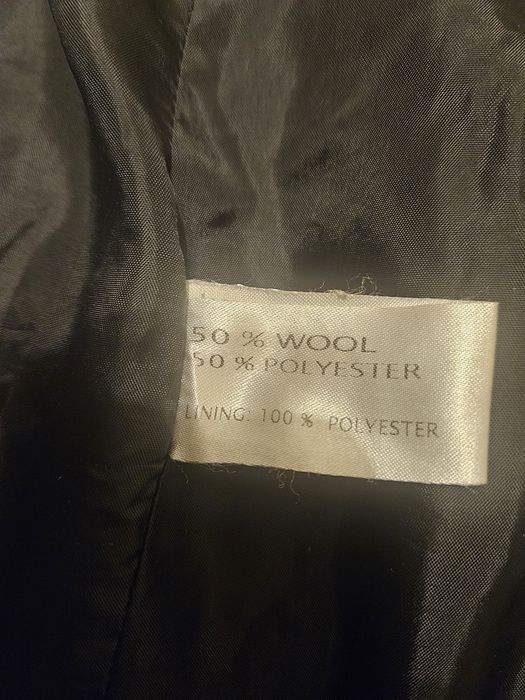 50 % WOOL
50 % POLYESTER
LINING: 100 % POLYESTER